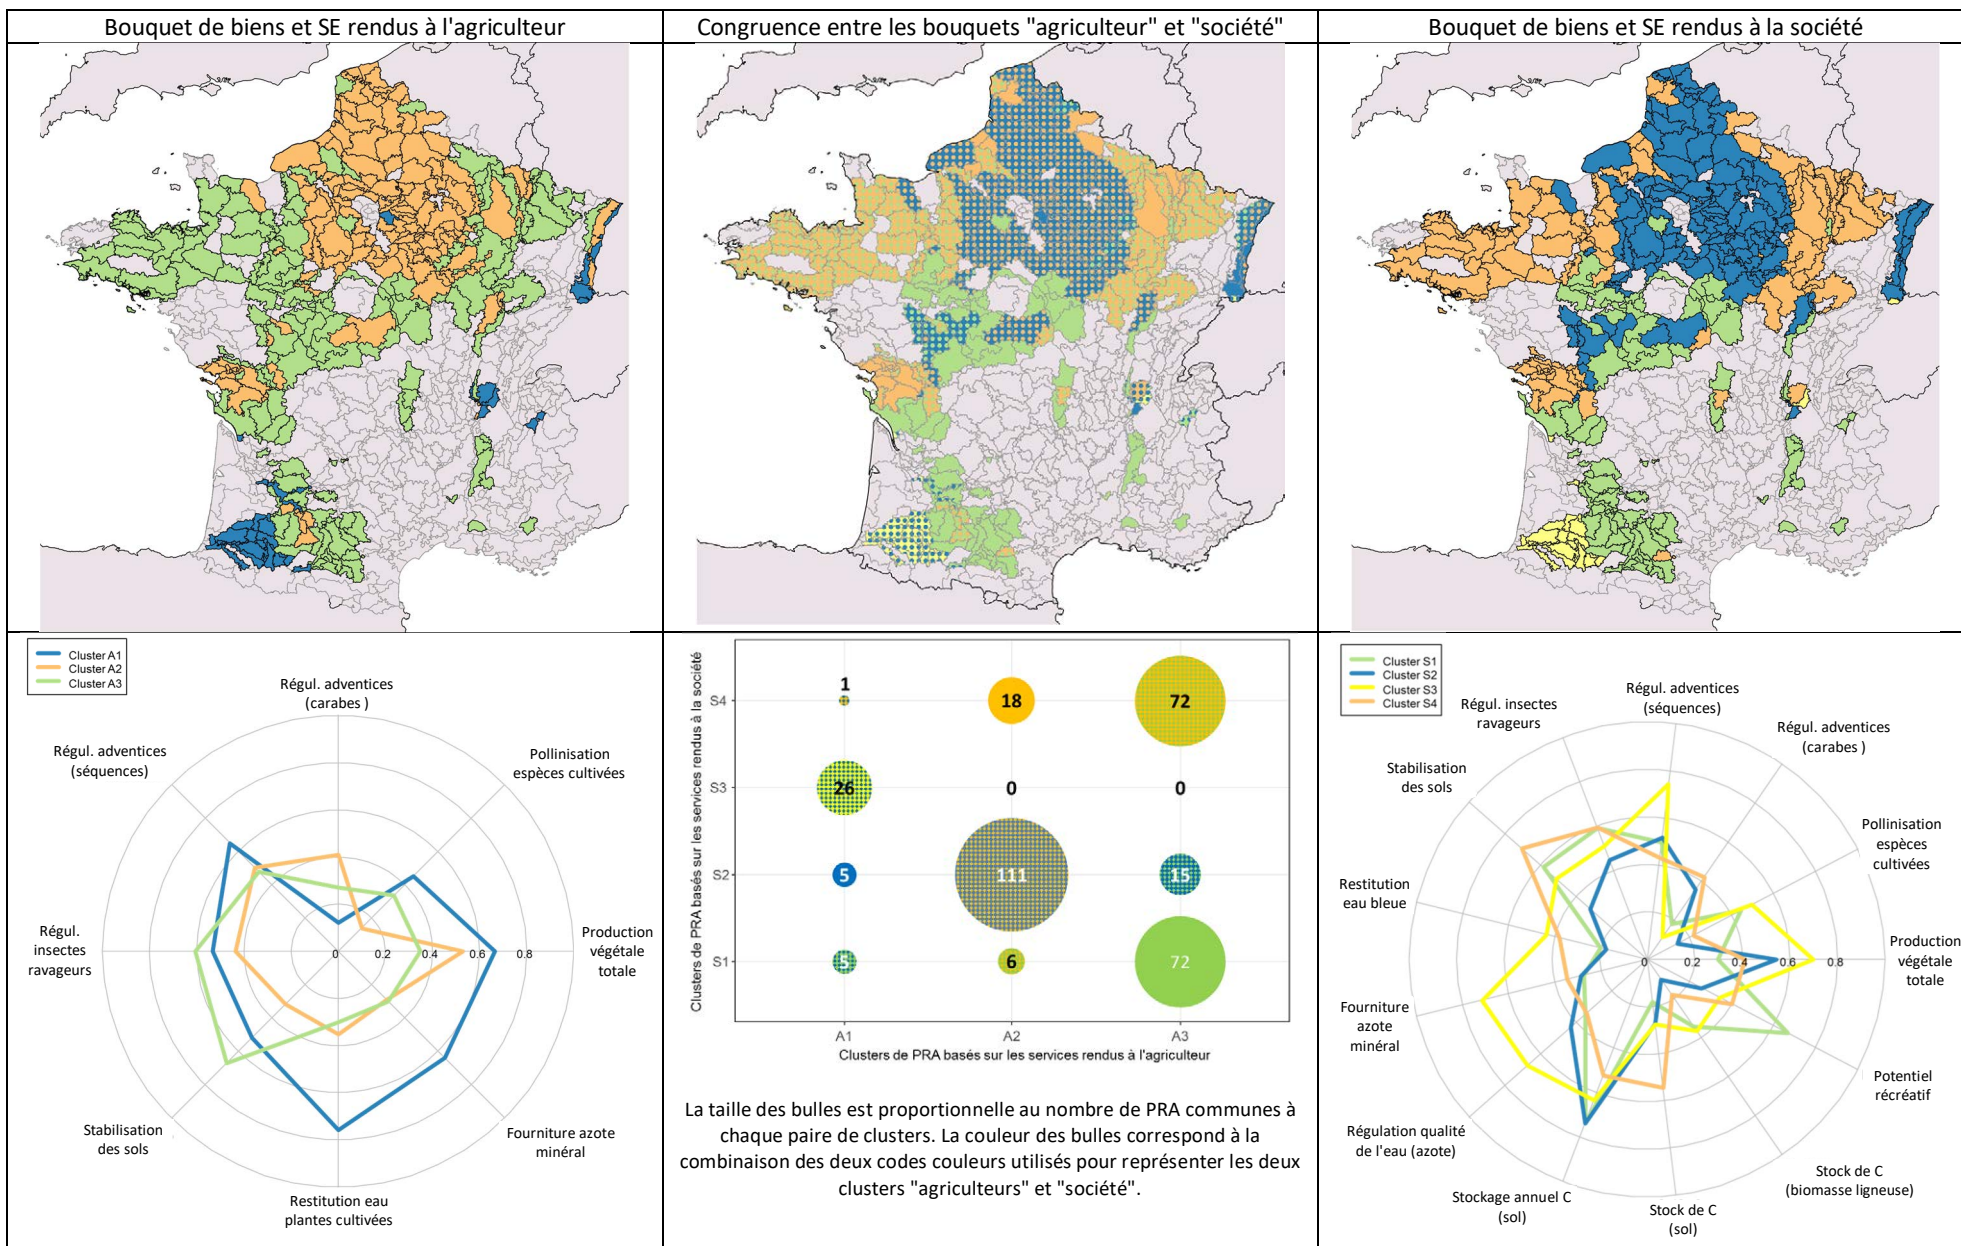 Bouquet de biens et SE rendus à l'agriculteur
Congruence entre les bouquets "agriculteur" et "société"
Bouquet de biens et SE rendus à la société
Cluster A1
Cluster A2
Cluster A3
Régul. adventices
(carabes )
Régul. adventices
(séquences)
Pollinisation
espèces cultivées
Régul.
insectes
ravageurs
0
0.2
0.4
0.6
0.8
Production
végétale
totale
Stabilisation
des sols
Fourniture azote
minéral
Restitution eau
plantes cultivées
Clusters de PRA basés sur les services rendus à la société
S4
S3
S2
S1
1
18
72
26
0
0
5
111
15
5
6
72
A1
A2
A3
Clusters de PRA basés sur les services rendus à l'agriculteur
La taille des bulles est proportionnelle au nombre de PRA communes à
chaque paire de clusters. La couleur des bulles correspond à la
combinaison des deux codes couleurs utilisés pour représenter les deux
clusters "agriculteurs" et "société".
Cluster S1
Cluster S2
Cluster S3
Cluster S4
Régul. adventices
(séquences)
Régul. insectes
ravageurs
Régul. adventices
(carabes )
Stabilisation
des sols
Pollinisation
espèces
cultivées
Restitution
eau bleue
0
0.2
0.4
0.6
0.8
Production
végétale
totale
Fourniture
azote
minéral
Potentiel
récréatif
Régulation qualité
de l'eau (azote)
Stock de C
(biomasse ligneuse)
Stockage annuel C
(sol)
Stock de C
(sol)